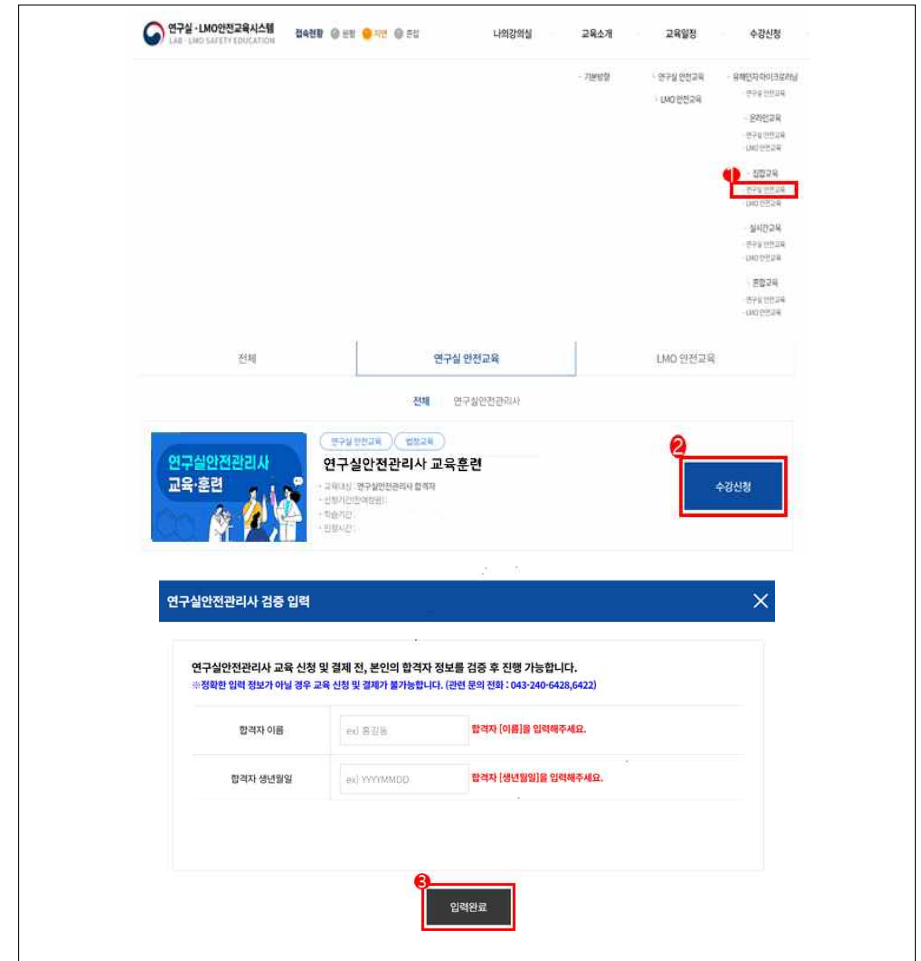 연구실·LMO안전교육시스템
LAB · LMO SAFETY EDUCATION
접속현황 원활 지연 혼잡
나의강의실 교육소개 교육일정 수강신청
· 기본방향
연구실 안전교육
LMO 안전교육
유해인자 마이크로러닝
· 연구실 안전교육
온라인교육
· 연구실 안전교육
· LMO 안전교육
1
집합교육
· 연구실 안전교육
· LMO 안전교육
실시간교육
· 연구실 안전교육
· LMO 안전교육
혼합교육
· 연구실 안전교육
· LMO 안전교육
전체 연구실 안전교육 LMO 안전교육
전체 연구실안전관리사
연구실안전관리사
교육·훈련
연구실 안전교육 법정교육
연구실안전관리사 교육훈련
· 교육대상 : 연구실안전관리사 합격자
· 신청기간(잔여정원) :
· 학습기간 :
· 인정시간 :
2
수강신청
연구실안전관리사 검증 입력
연구실안전관리사 교육 신청 및 결제 전, 본인의 합격자 정보를 검증 후 진행 가능합니다.
※정확한 입력 정보가 아닐 경우 교육 신청 및 결제가 불가능합니다. (관련 문의 전화 : 043-240-6428,6422)
합격자 이름 ex) 홍길동 합격자 [이름]을 입력해주세요.
합격자 생년월일 ex) YYYYMMDD 합격자 [생년월일]을 입력해주세요.
3
입력완료